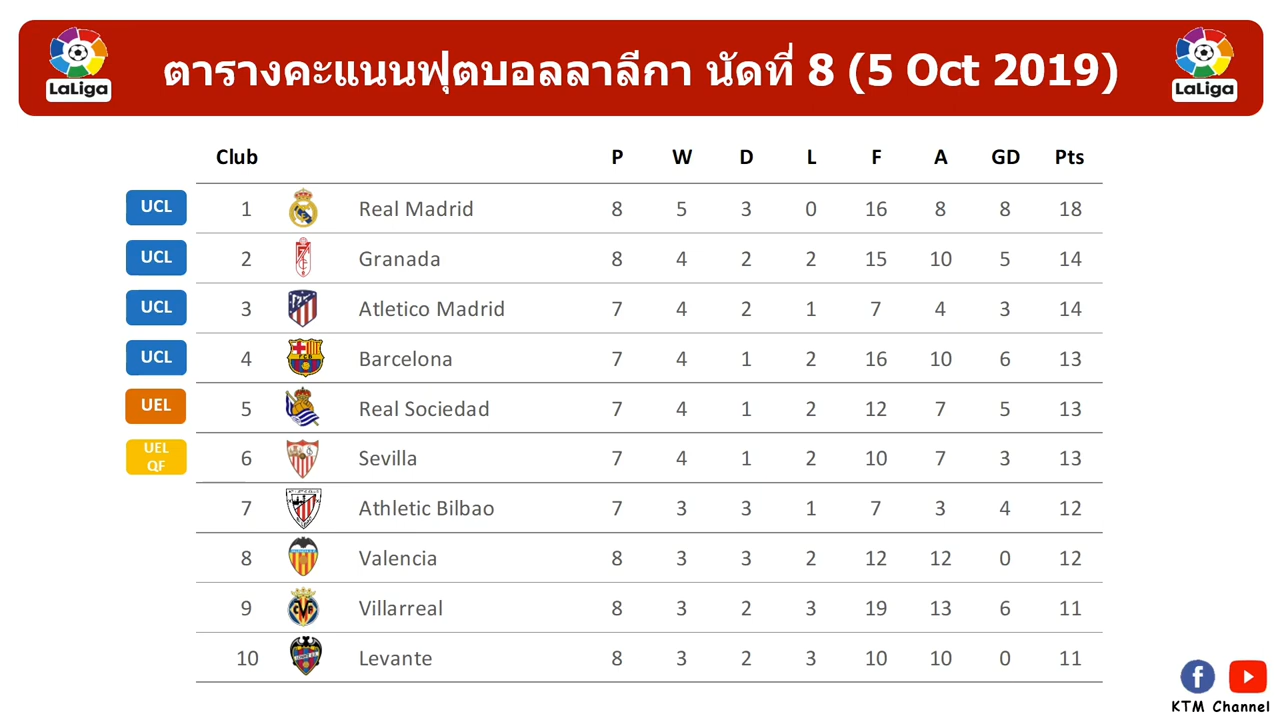 LaLiga
ตารางคะแนนฟุตบอลลาลีกา นัดที่ 8 (5 Oct 2019)
LaLiga
Club P W D L F A GD Pts
UCL 1 Real Madrid 8 5 3 0 16 8 8 18
UCL 2 Granada 8 4 2 2 15 10 5 14
UCL 3 Atletico Madrid 7 4 2 1 7 4 3 14
UCL 4 Barcelona 7 4 1 2 16 10 6 13
UEL 5 Real Sociedad 7 4 1 2 12 7 5 13
UEL
QF
6 Sevilla 7 4 1 2 10 7 3 13
7 Athletic Bilbao 7 3 3 1 7 3 4 12
8 Valencia 8 3 3 2 12 12 0 12
9 Villarreal 8 3 2 3 19 13 6 11
10 Levante 8 3 2 3 10 10 0 11
KTM Channel